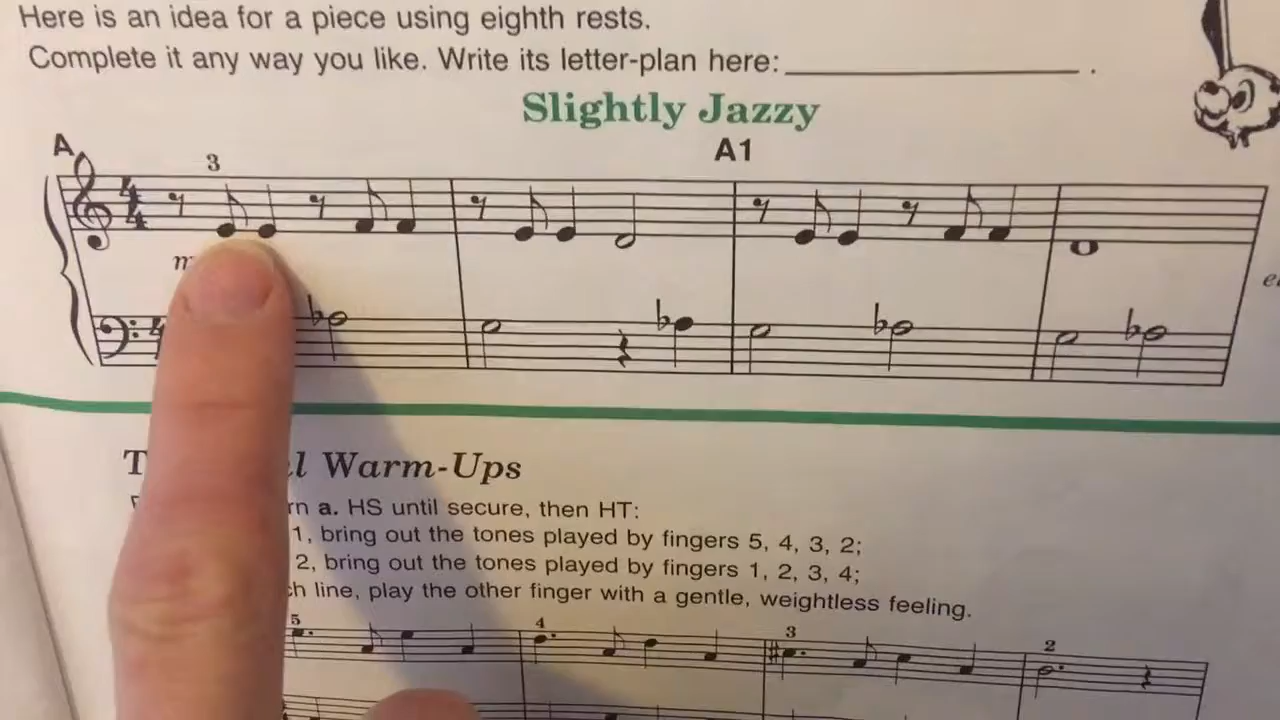 Here is an idea for a piece using eighth rests.
Complete it any way you like. Write its letter-plan here: .
Slightly Jazzy
A A1
3
4
4
Warm-Ups
a. HS until secure, then HT:
1, bring out the tones played by fingers 5, 4, 3, 2;
2, bring out the tones played by fingers 1, 2, 3, 4;
line, play the other finger with a gentle, weightless feeling.
5 4 3 2